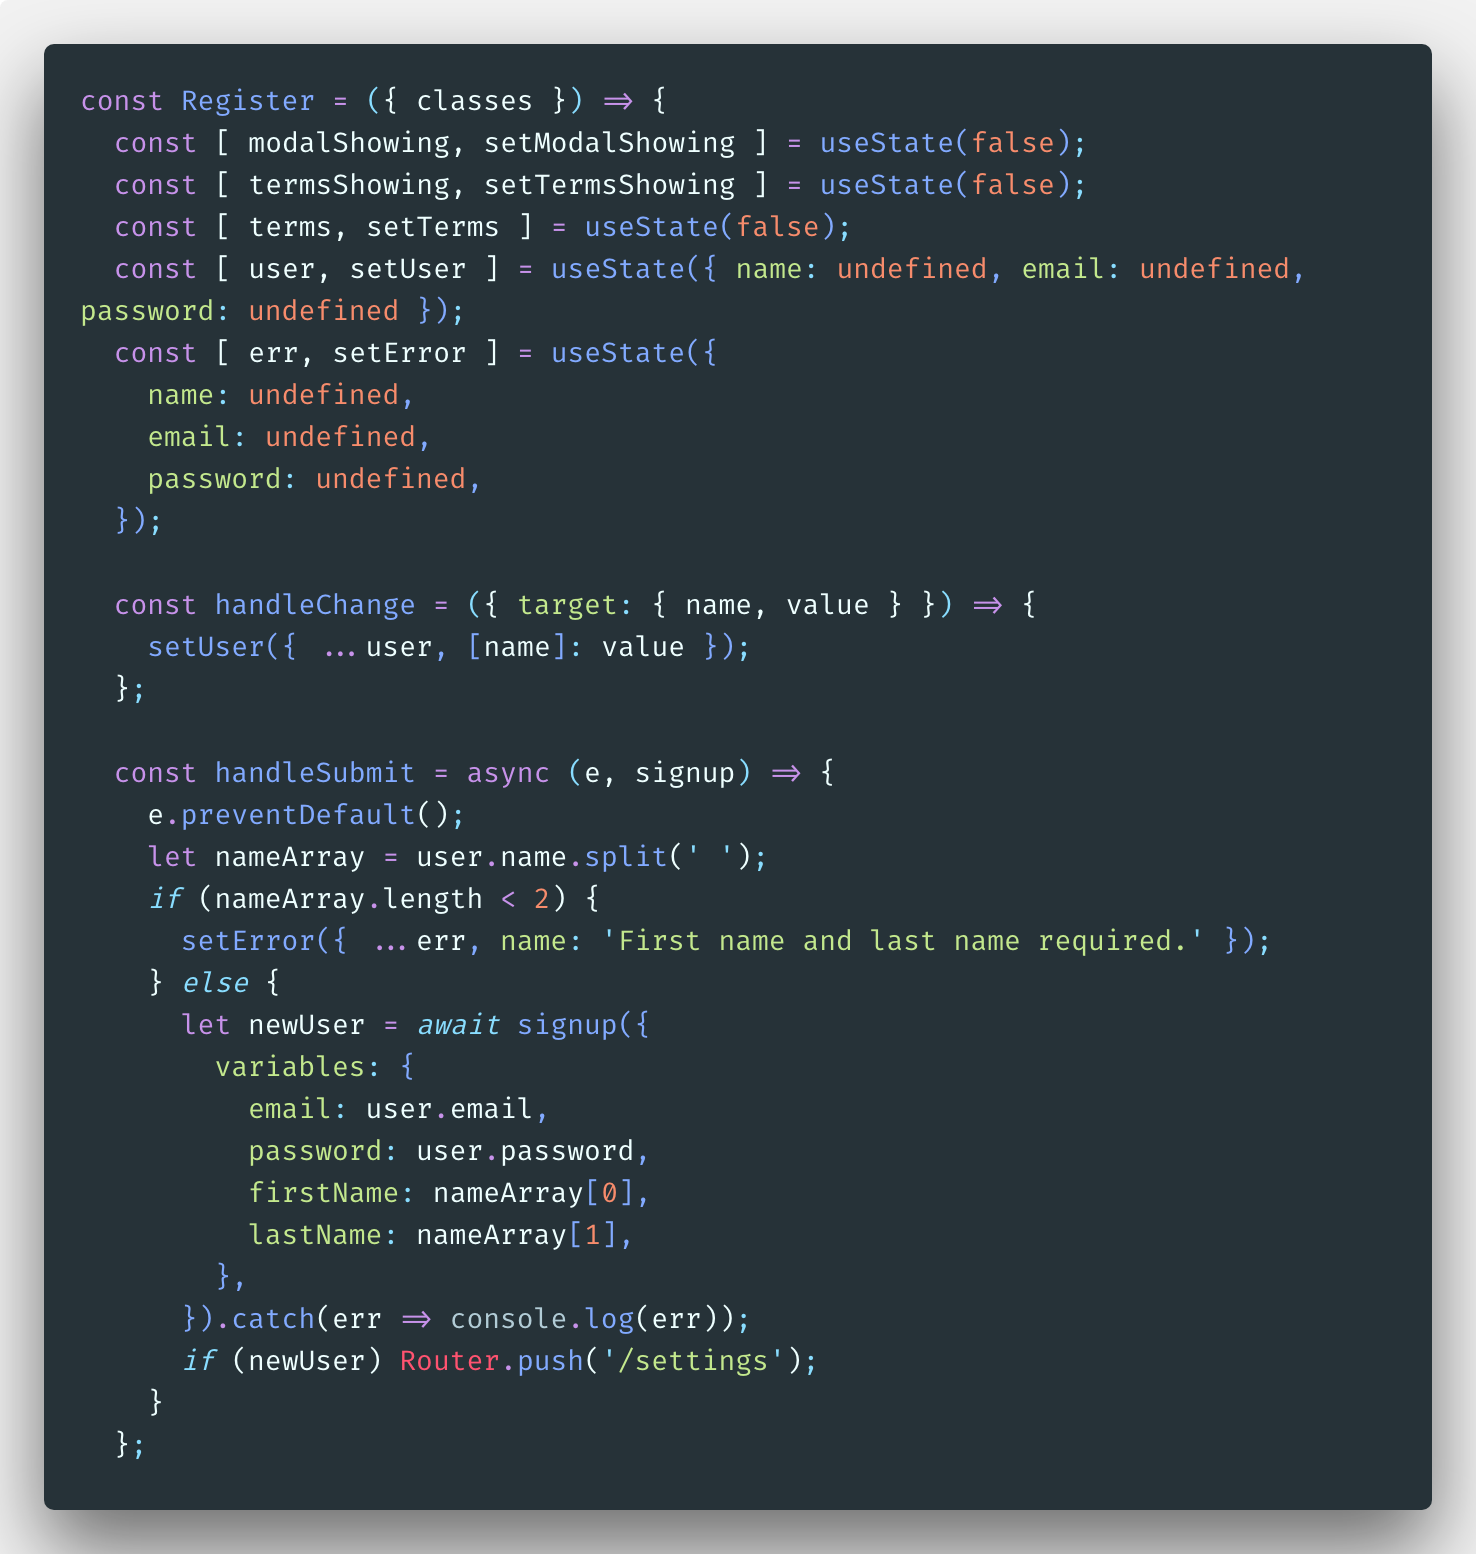 const Register = ({ classes }) => {
  const [ modalShowing, setModalShowing ] = useState(false);
  const [ termsShowing, setTermsShowing ] = useState(false);
  const [ terms, setTerms ] = useState(false);
  const [ user, setUser ] = useState({ name: undefined, email: undefined,
password: undefined });
  const [ err, setError ] = useState({
    name: undefined,
    email: undefined,
    password: undefined,
  });

  const handleChange = ({ target: { name, value } }) => {
    setUser({ ...user, [name]: value });
  };

  const handleSubmit = async (e, signup) => {
    e.preventDefault();
    let nameArray = user.name.split(' ');
    if (nameArray.length < 2) {
      setError({ ...err, name: 'First name and last name required.' });
    } else {
      let newUser = await signup({
        variables: {
          email: user.email,
          password: user.password,
          firstName: nameArray[0],
          lastName: nameArray[1],
        },
      }).catch(err => console.log(err));
      if (newUser) Router.push('/settings');
    }
  };